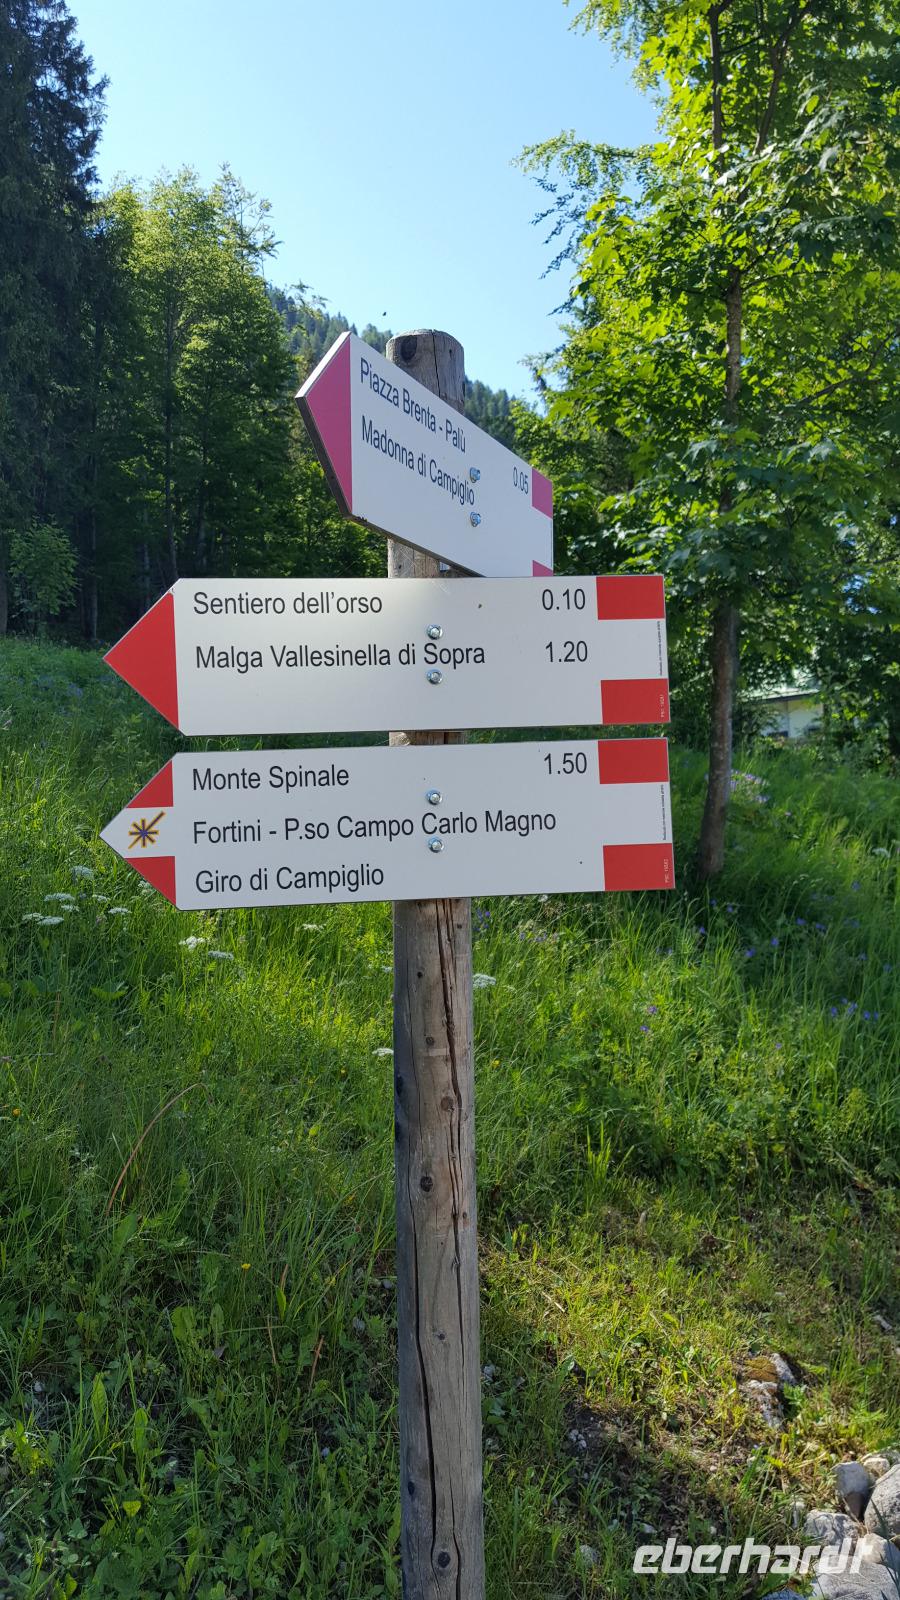 Piazza Brenta - Palù
Madonna di Campiglio 0.05
Sentiero dell'orso 0.10
Malga Vallesinella di Sopra 1.20
Monte Spinale 1.50
Fortini - P.so Campo Carlo Magno
Giro di Campiglio
eberhardt